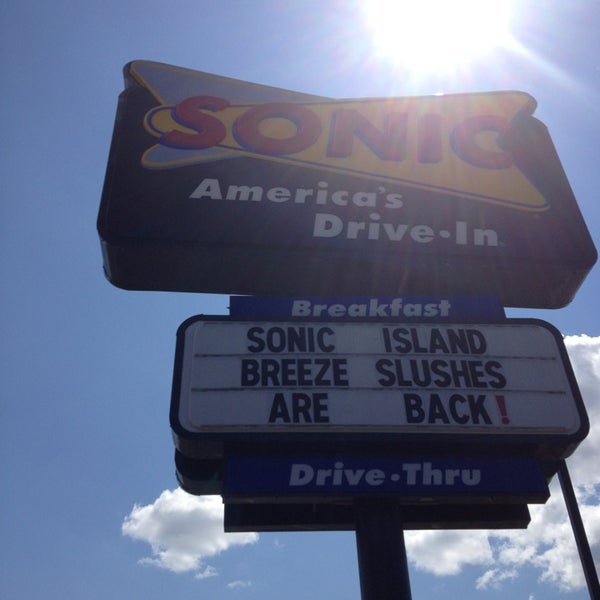 SONIC
America's
Drive-In
Breakfast
SONIC ISLAND
BREEZE SLUSHES
ARE BACK!
Drive-Thru